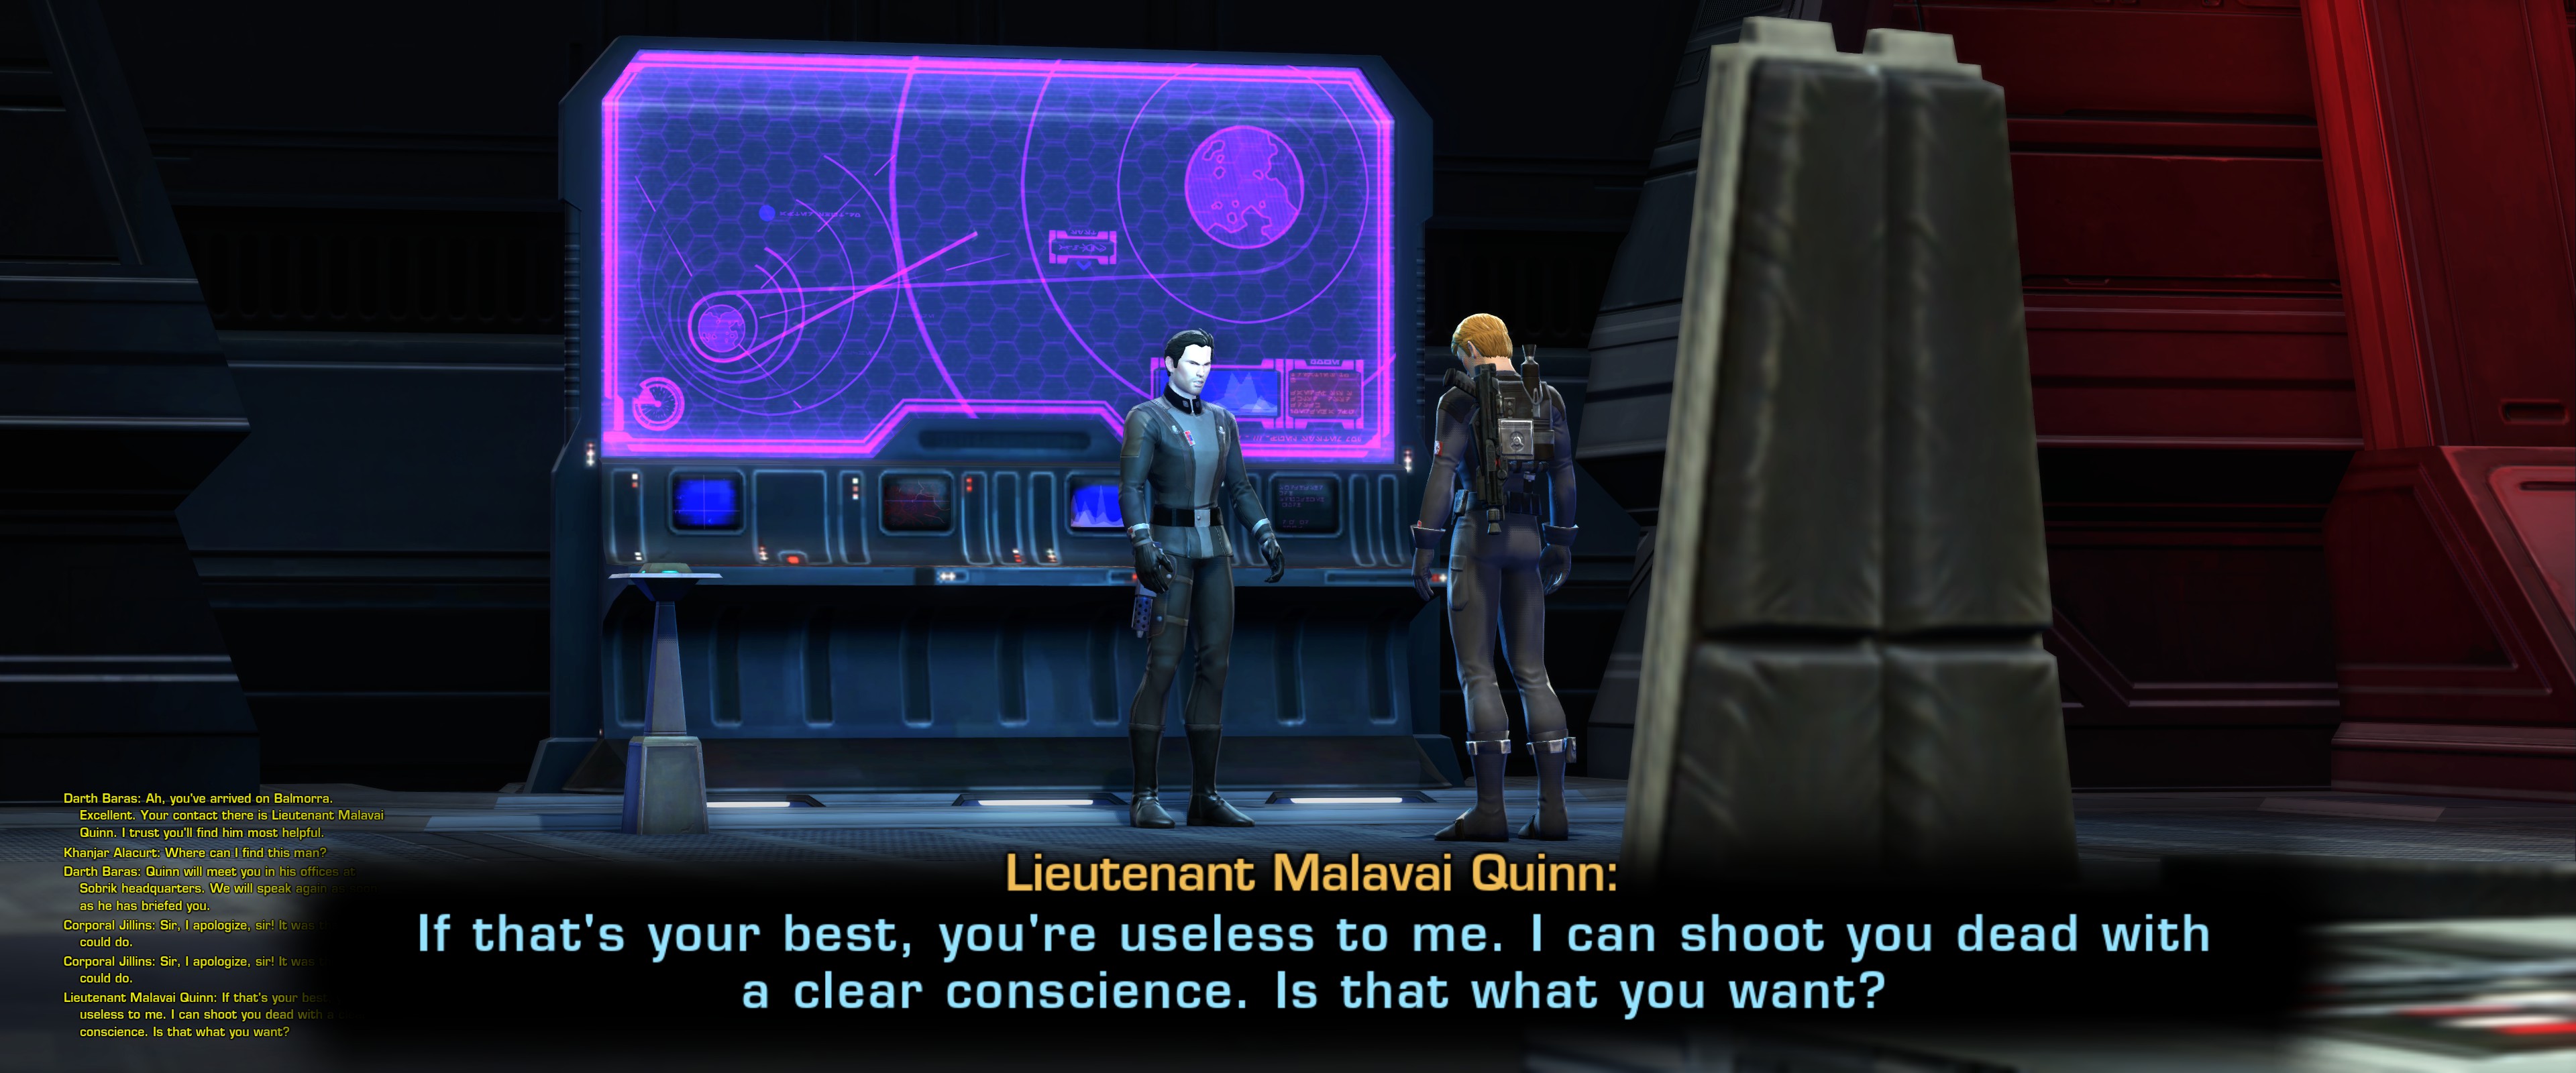 Darth Baras: Ah, you've arrived on Balmorra.
Excellent. Your contact there is Lieutenant Malavai
Quinn. I trust you'll find him most helpful.
Khanjar Alacurt: Where can I find this man?
Darth Baras: Quinn will meet you in his offices at
Sobrik headquarters. We will speak again as
as he has briefed you.
Corporal Jillins: Sir, I apologize, sir! It was
could do.
Corporal Jillins: Sir, I apologize, sir! It was
could do.
Lieutenant Malavai Quinn: If that's your best
useless to me. I can shoot you dead with a
conscience. Is that what you want?
Lieutenant Malavai Quinn:
If that's your best, you're useless to me. I can shoot you dead with
a clear conscience. Is that what you want?